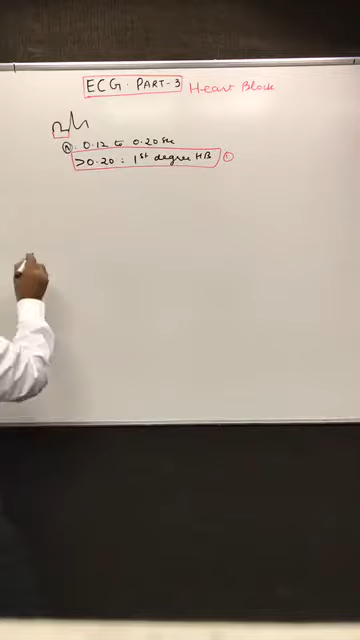 ECG. PART-3 Heart Block
(N). 0.12 to 0.20 sec
>0.20 : 1st degree HB (1)